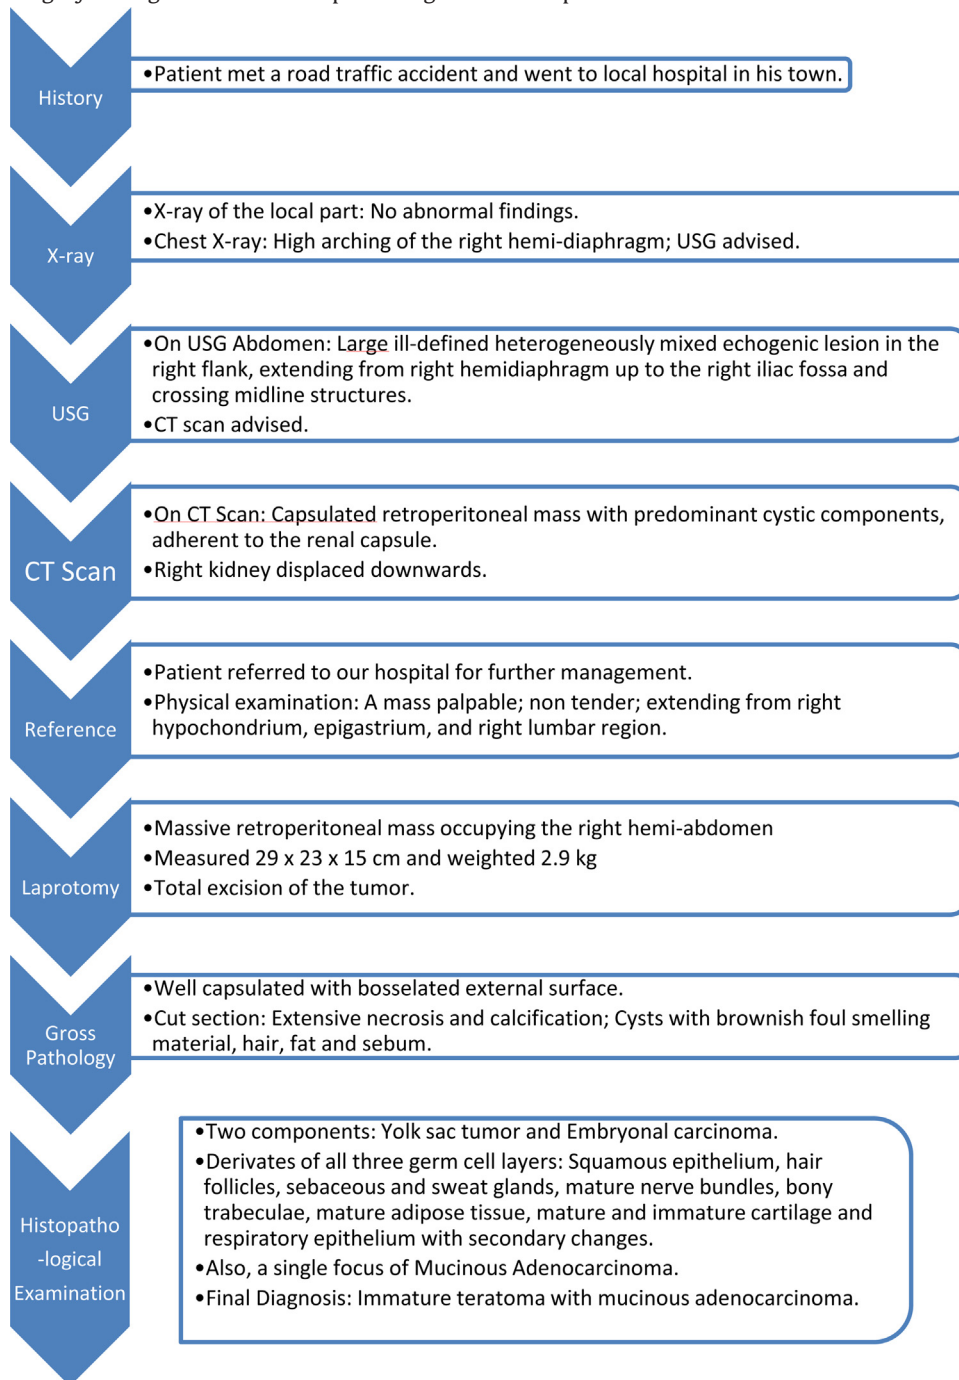 History
•Patient met a road traffic accident and went to local hospital in his town.
X-ray
•X-ray of the local part: No abnormal findings.
•Chest X-ray: High arching of the right hemi-diaphragm; USG advised.
USG
•On USG Abdomen: Large ill-defined heterogeneously mixed echogenic lesion in the
right flank, extending from right hemidiaphragm up to the right iliac fossa and
crossing midline structures.
•CT scan advised.
CT Scan
•On CT Scan: Capsulated retroperitoneal mass with predominant cystic components,
adherent to the renal capsule.
•Right kidney displaced downwards.
Reference
•Patient referred to our hospital for further management.
•Physical examination: A mass palpable; non tender; extending from right
hypochondrium, epigastrium, and right lumbar region.
Laprotomy
•Massive retroperitoneal mass occupying the right hemi-abdomen
•Measured 29 x 23 x 15 cm and weighted 2.9 kg
•Total excision of the tumor.
Gross
Pathology
•Well capsulated with bosselated external surface.
•Cut section: Extensive necrosis and calcification; Cysts with brownish foul smelling
material, hair, fat and sebum.
Histopatho
-logical
Examination
•Two components: Yolk sac tumor and Embryonal carcinoma.
•Derivates of all three germ cell layers: Squamous epithelium, hair
follicles, sebaceous and sweat glands, mature nerve bundles, bony
trabeculae, mature adipose tissue, mature and immature cartilage and
respiratory epithelium with secondary changes.
•Also, a single focus of Mucinous Adenocarcinoma.
•Final Diagnosis: Immature teratoma with mucinous adenocarcinoma.